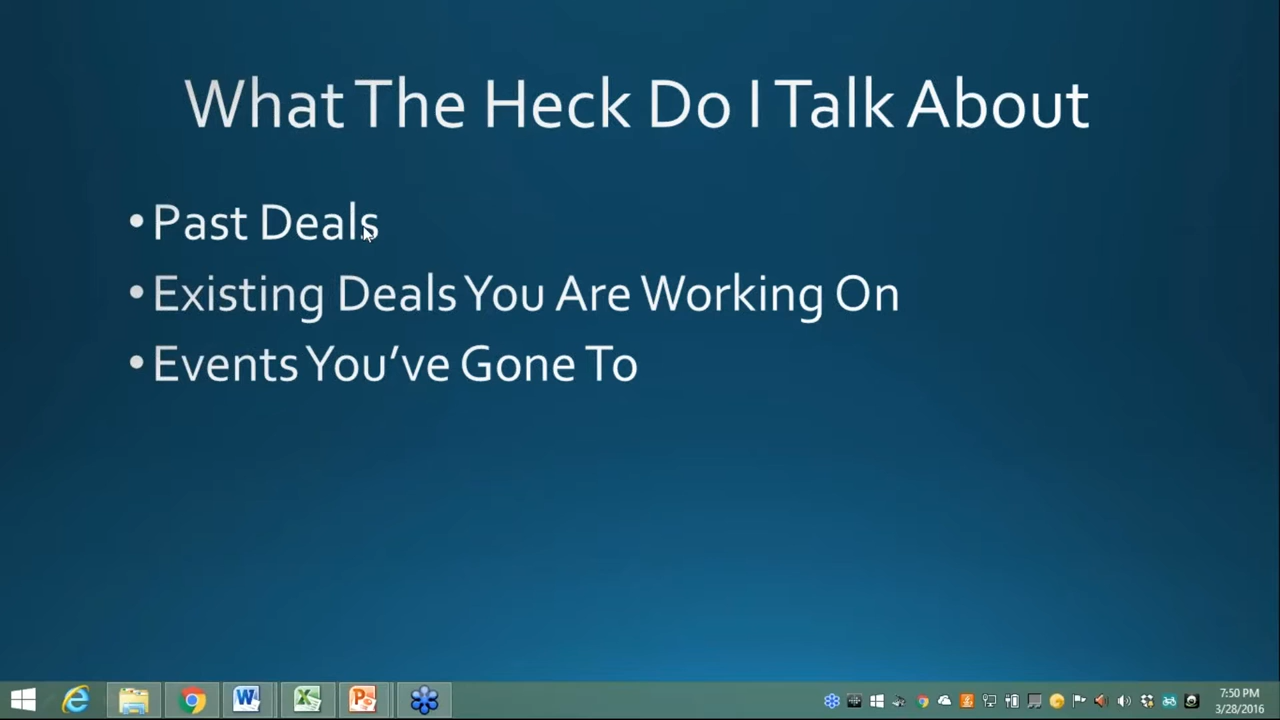 What The Heck Do I Talk About
•Past Deals
•Existing Deals You Are Working On
•Events You’ve Gone To
7:50 PM
3/28/2016